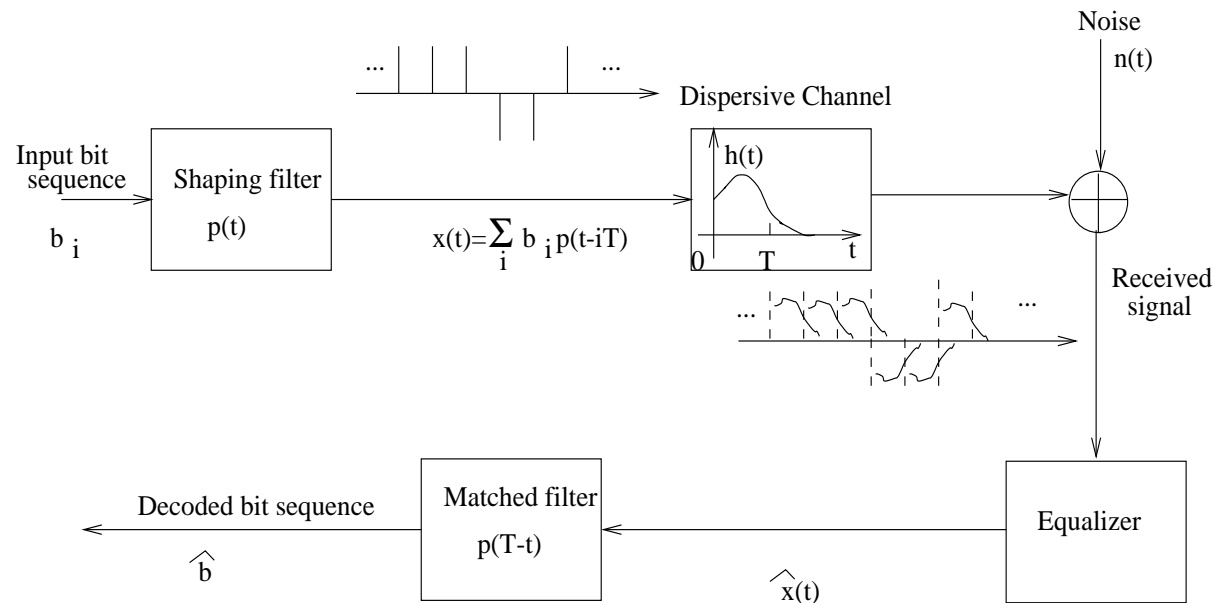 Noise
n(t)
...
...
Dispersive Channel
Input bit
sequence
b i
Shaping filter
p(t)
x(t)=∑ b i p(t-iT)
i
h(t)
0
T
t
Received
signal
...
...
Decoded bit sequence
b̂
Matched filter
p(T-t)
x̂(t)
Equalizer